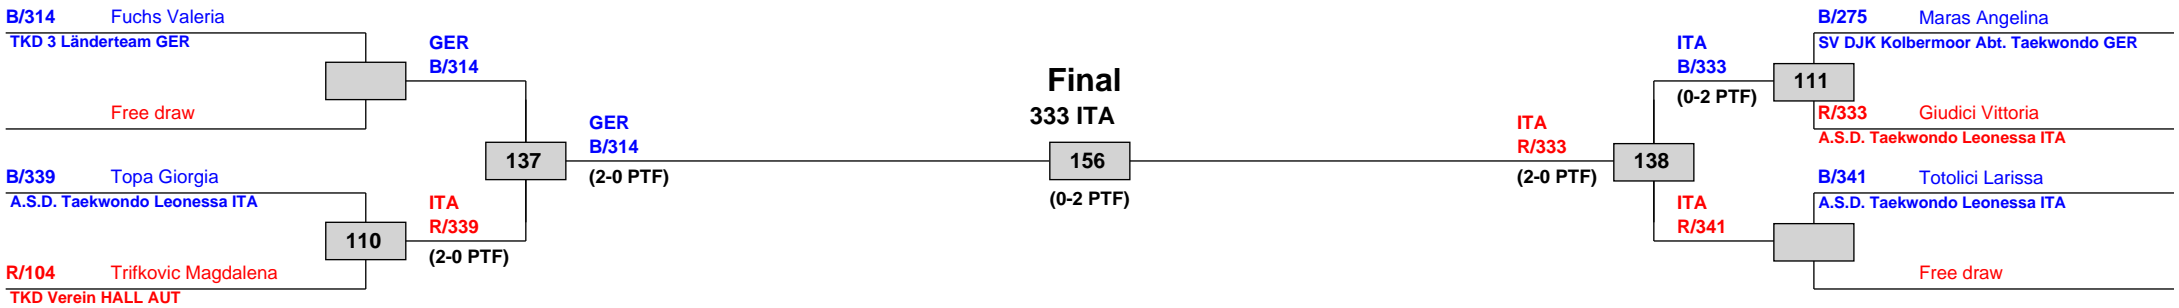 B/314 Fuchs Valeria
TKD 3 Länderteam GER
Free draw
B/339 Topa Giorgia
A.S.D. Taekwondo Leonessa ITA
R/104 Trifkovic Magdalena
TKD Verein HALL AUT
GER
B/314
110
ITA
R/339
(2-0 PTF)
137
GER
B/314
(2-0 PTF)
Final
333 ITA
156
(0-2 PTF)
ITA
R/333
(2-0 PTF)
138
ITA
B/333
(0-2 PTF)
111
ITA
R/341
B/275 Maras Angelina
SV DJK Kolbermoor Abt. Taekwondo GER
R/333 Giudici Vittoria
A.S.D. Taekwondo Leonessa ITA
B/341 Totolici Larissa
A.S.D. Taekwondo Leonessa ITA
Free draw